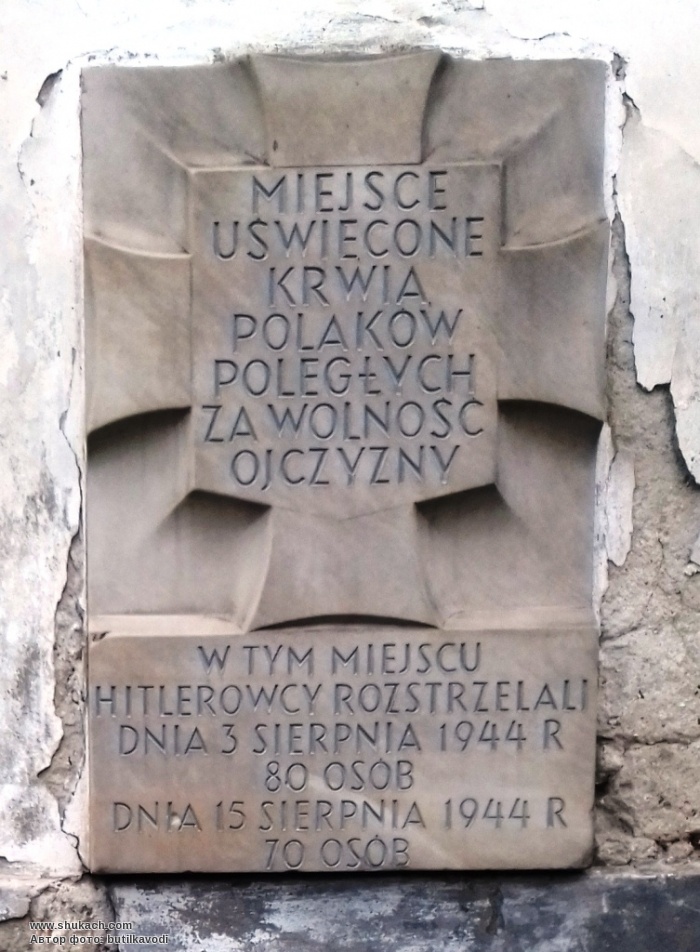 MIEJSCE
UŚWIĘCONE
KRWIĄ
POLAKÓW
POLEGŁYCH
ZA WOLNOŚĆ
OJCZYZNY
W TYM MIEJSCU
HITLEROWCY ROZSTRZELALI
DNIA 3 SIERPNIA 1944 R
80 OSÓB
DNIA 15 SIERPNIA 1944 R
70 OSÓB
www.shukach.com
Автор фото: butilkavodi